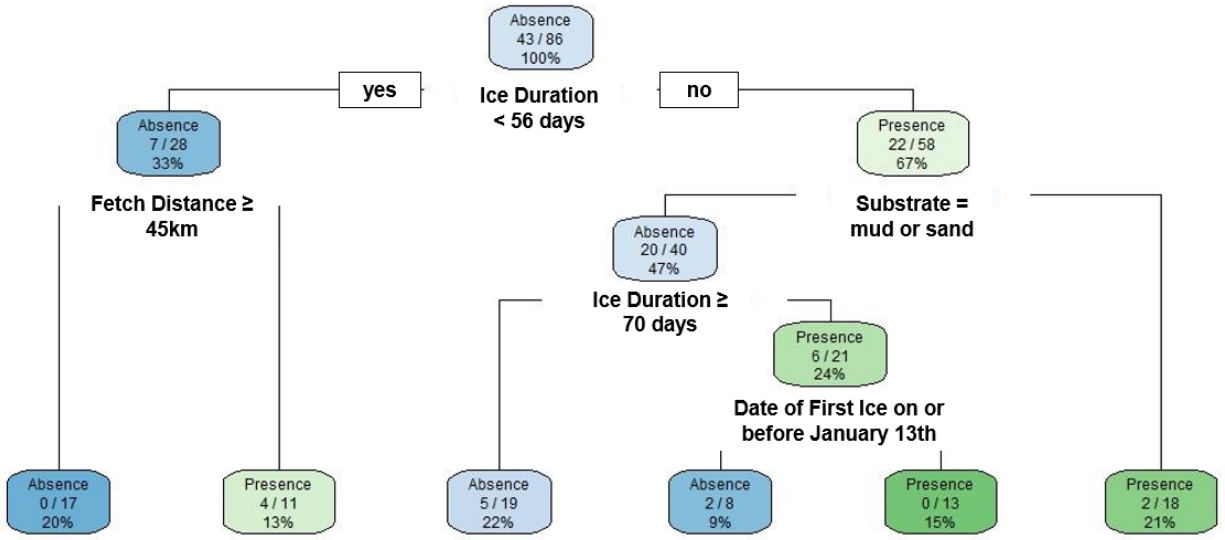 Absence
43 / 86
100%
yes
Ice Duration
< 56 days
no
Absence
7 / 28
33%
Presence
22 / 58
67%
Fetch Distance ≥
45km
Substrate =
mud or sand
Absence
20 / 40
47%
Ice Duration ≥
70 days
Presence
6 / 21
24%
Date of First Ice on or
before January 13th
Absence
0 / 17
20%
Presence
4 / 11
13%
Absence
5 / 19
22%
Absence
2 / 8
9%
Presence
0 / 13
15%
Presence
2 / 18
21%